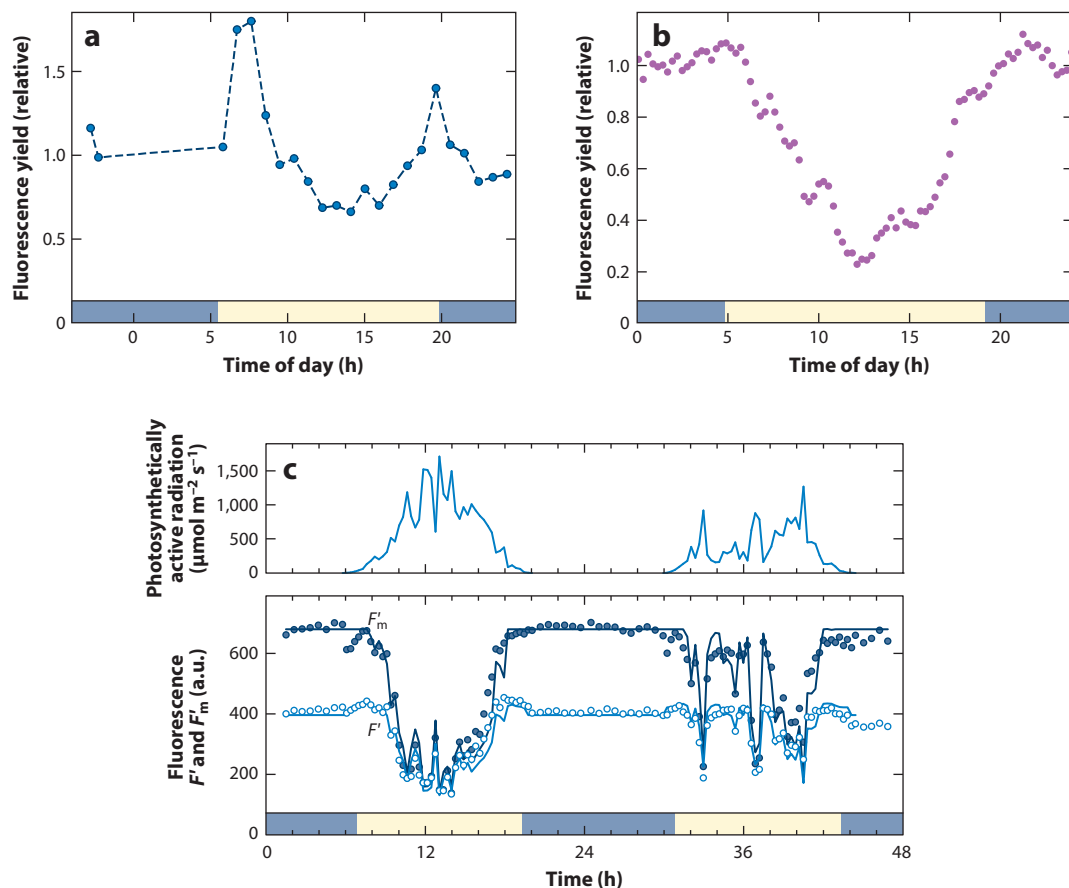 a
Fluorescence yield (relative)
1.5
1.0
0.5
0
0
5
10
15
20
Time of day (h)
b
Fluorescence yield (relative)
1.0
0.8
0.6
0.4
0.2
0
0
5
10
15
20
Time of day (h)
c
Photosynthetically
active radiation
(μmol m⁻² s⁻¹)
1,500
1,000
500
0
Fluorescence
F′ and F′m (a.u.)
600
400
200
0
F′m
F′
0
12
24
36
48
Time (h)